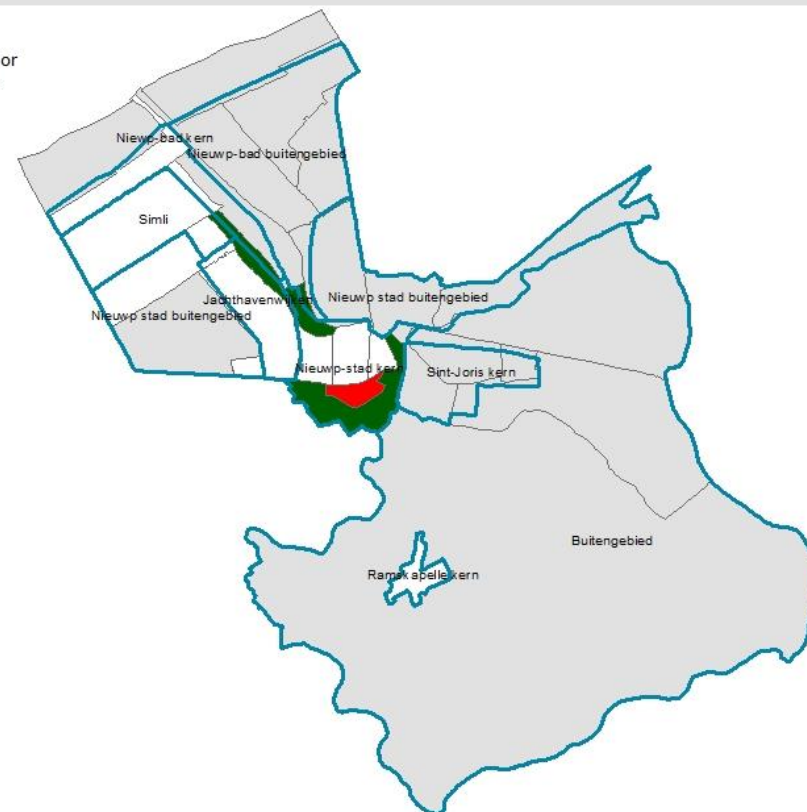 or
Niewp-bad kern
Nieuwp-bad buitengebied
Simli
Jachthavenwijken
Nieuwp stad buitengebied
Nieuwp stad buitengebied
Nieuwp-stad kern
Sint-Joris kern
Buitengebied
Ramskapelle kern